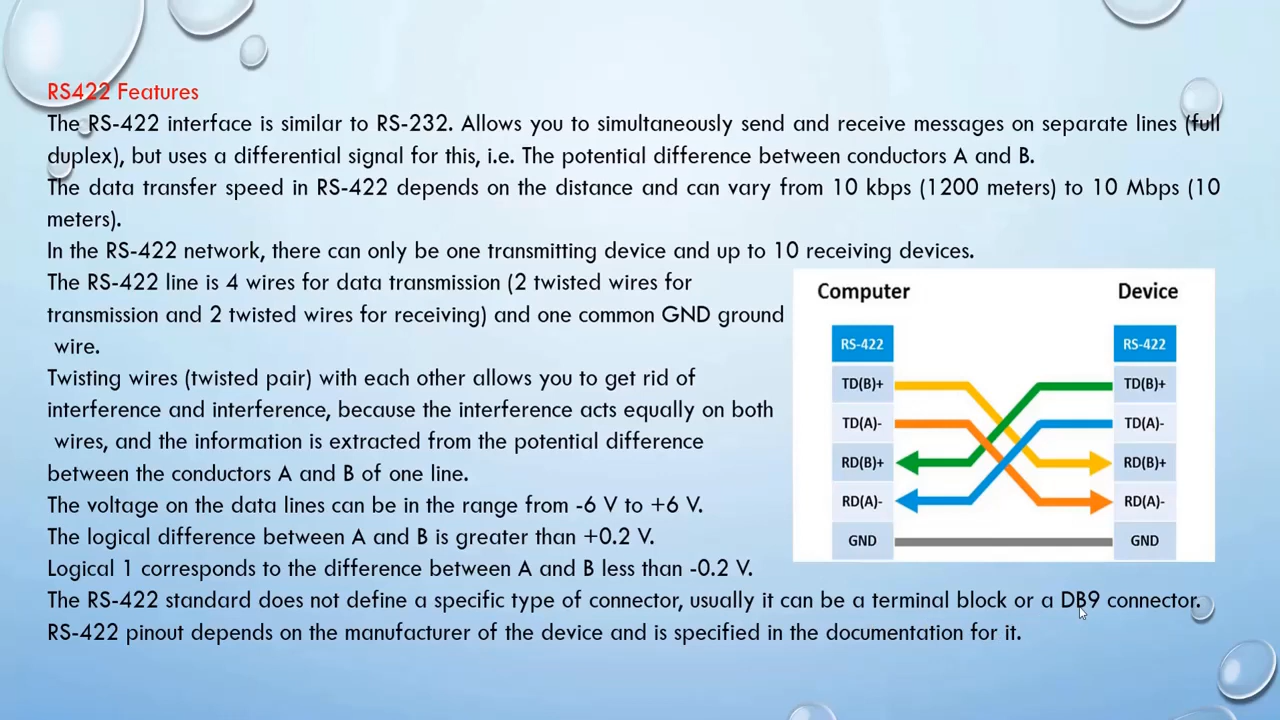 RS422 Features
The RS-422 interface is similar to RS-232. Allows you to simultaneously send and receive messages on separate lines (full
duplex), but uses a differential signal for this, i.e. The potential difference between conductors A and B.
The data transfer speed in RS-422 depends on the distance and can vary from 10 kbps (1200 meters) to 10 Mbps (10
meters).
In the RS-422 network, there can only be one transmitting device and up to 10 receiving devices.
The RS-422 line is 4 wires for data transmission (2 twisted wires for
transmission and 2 twisted wires for receiving) and one common GND ground
wire.
Twisting wires (twisted pair) with each other allows you to get rid of
interference and interference, because the interference acts equally on both
wires, and the information is extracted from the potential difference
between the conductors A and B of one line.
The voltage on the data lines can be in the range from -6 V to +6 V.
The logical difference between A and B is greater than +0.2 V.
Logical 1 corresponds to the difference between A and B less than -0.2 V.
The RS-422 standard does not define a specific type of connector, usually it can be a terminal block or a DB9 connector.
RS-422 pinout depends on the manufacturer of the device and is specified in the documentation for it.
Computer Device
RS-422 RS-422
TD(B)+ TD(B)+
TD(A)- TD(A)-
RD(B)+ RD(B)+
RD(A)- RD(A)-
GND GND